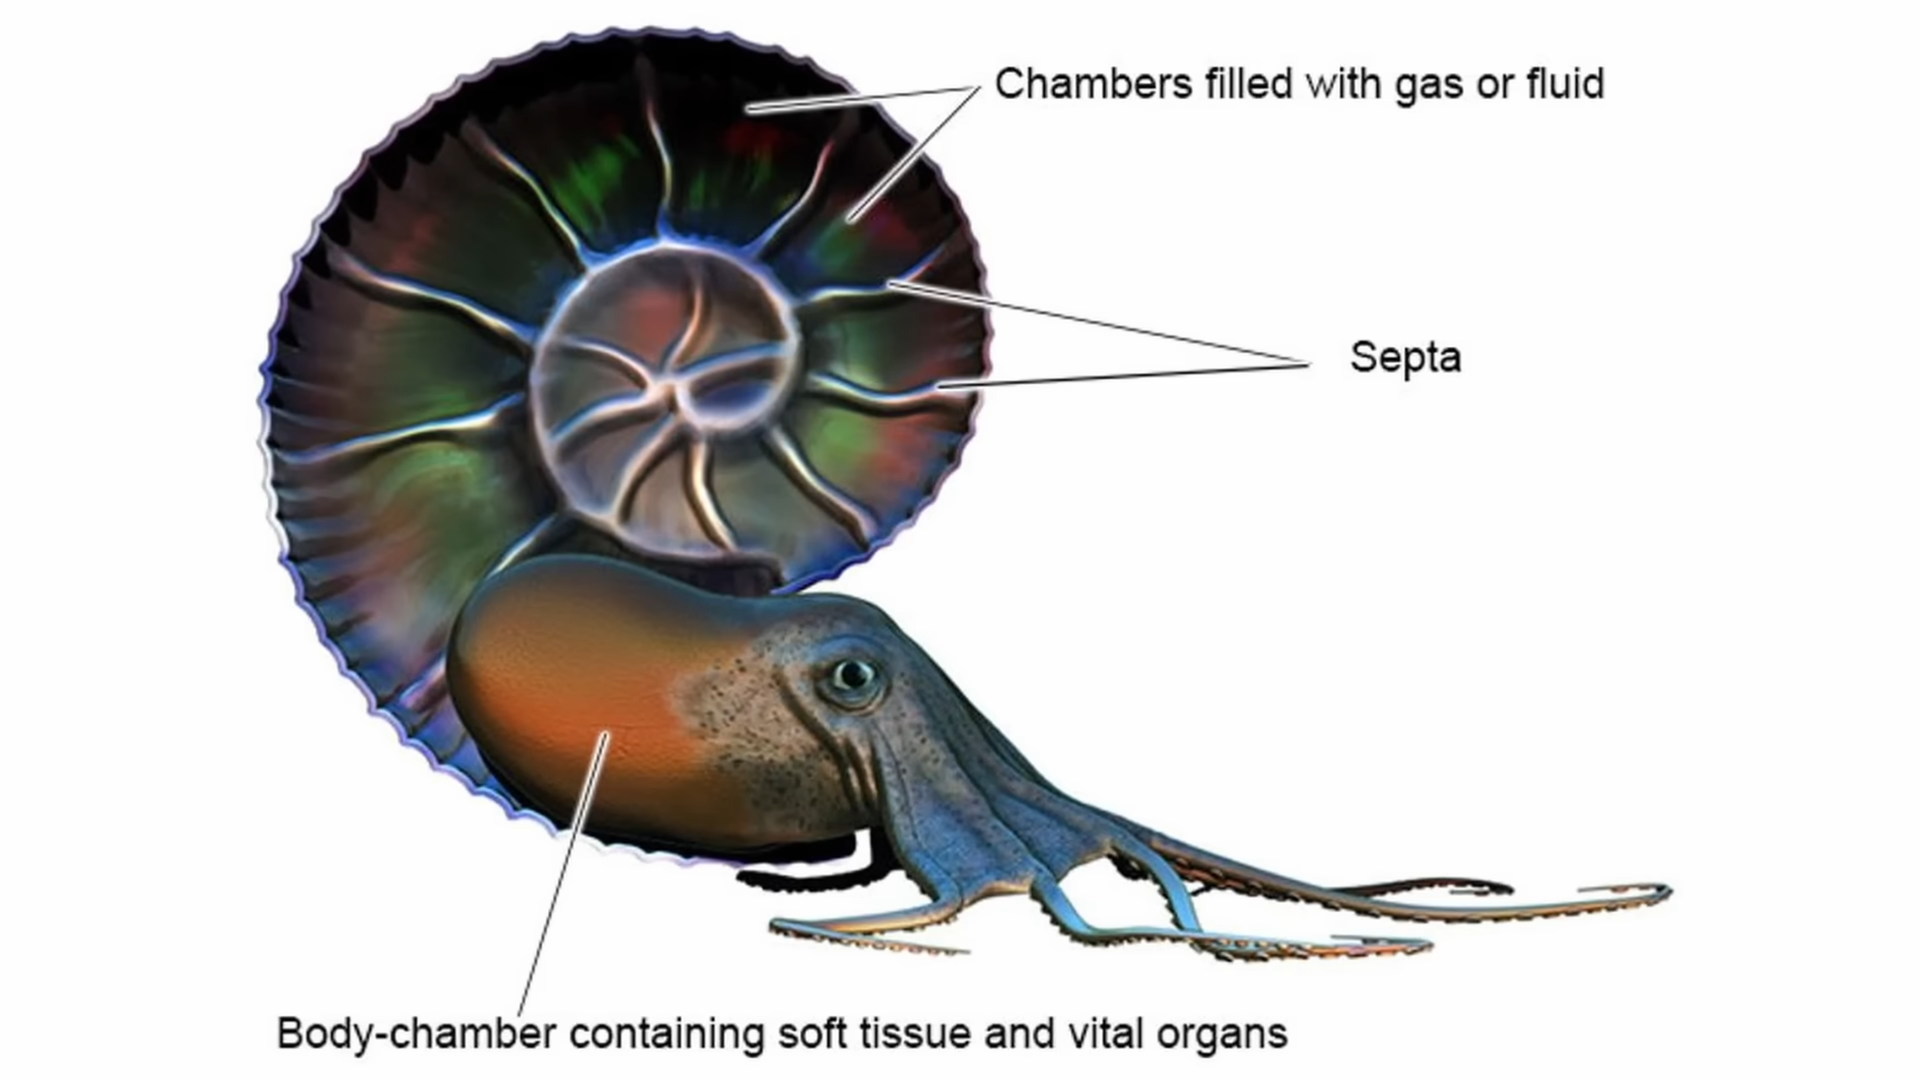 Chambers filled with gas or fluid
Septa
Body-chamber containing soft tissue and vital organs